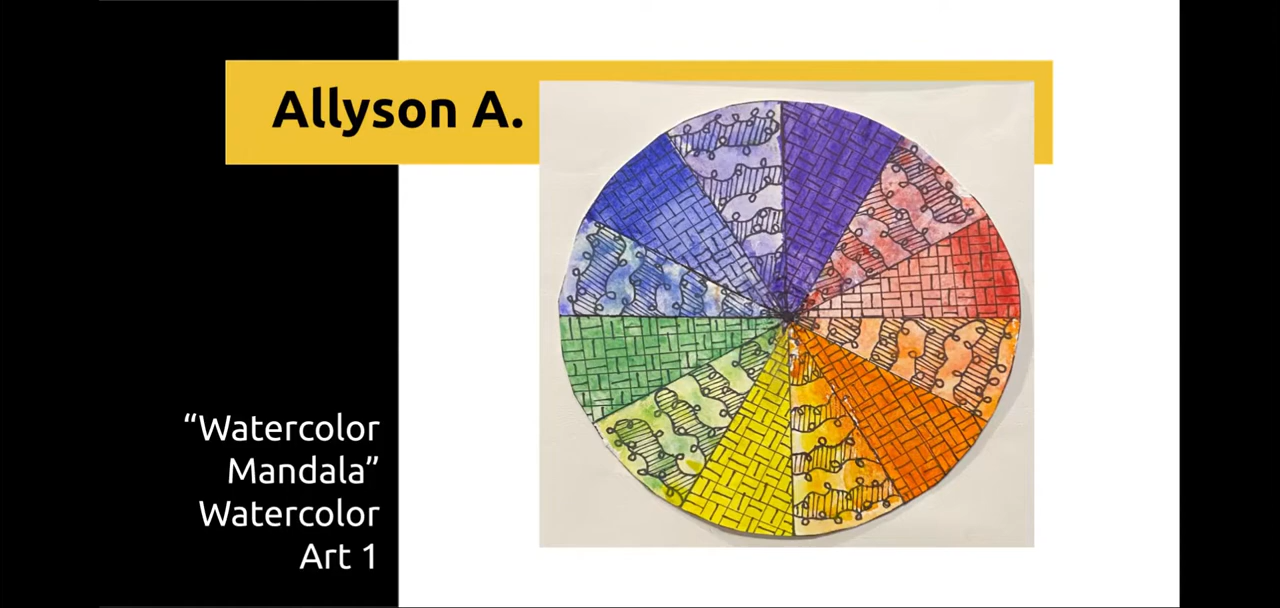 Allyson A.
“Watercolor
Mandala”
Watercolor
Art 1